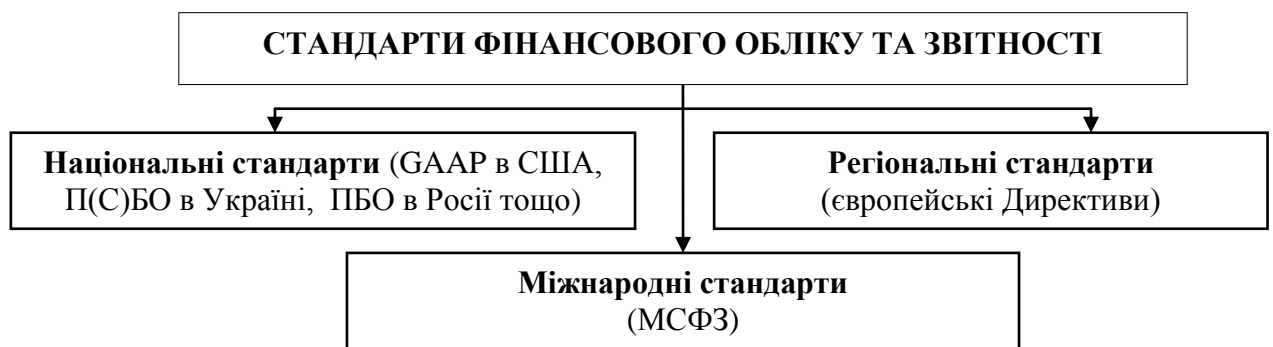 СТАНДАРТИ ФІНАНСОВОГО ОБЛІКУ ТА ЗВІТНОСТІ
Національні стандарти (GAAP в США,
П(С)БО в Україні, ПБО в Росії тощо)
Регіональні стандарти
(європейські Директиви)
Міжнародні стандарти
(МСФЗ)